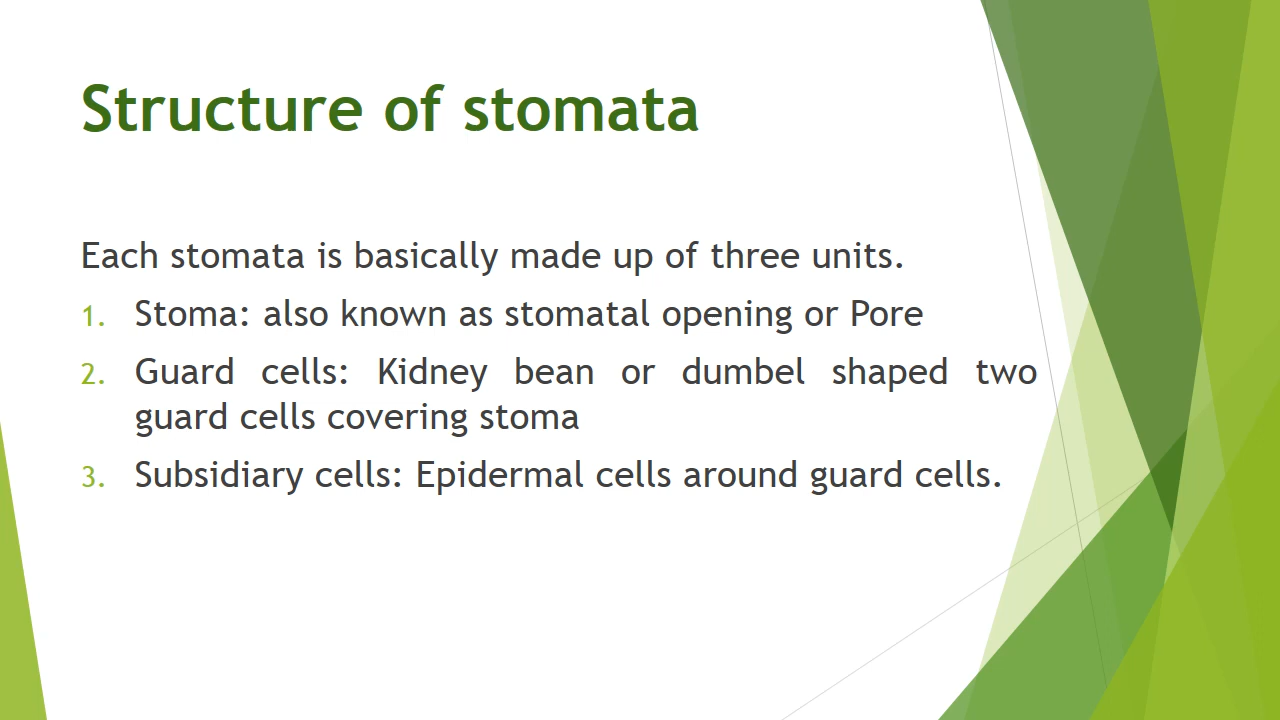 Structure of stomata
Each stomata is basically made up of three units.
1. Stoma: also known as stomatal opening or Pore
2. Guard cells: Kidney bean or dumbel shaped two
guard cells covering stoma
3. Subsidiary cells: Epidermal cells around guard cells.